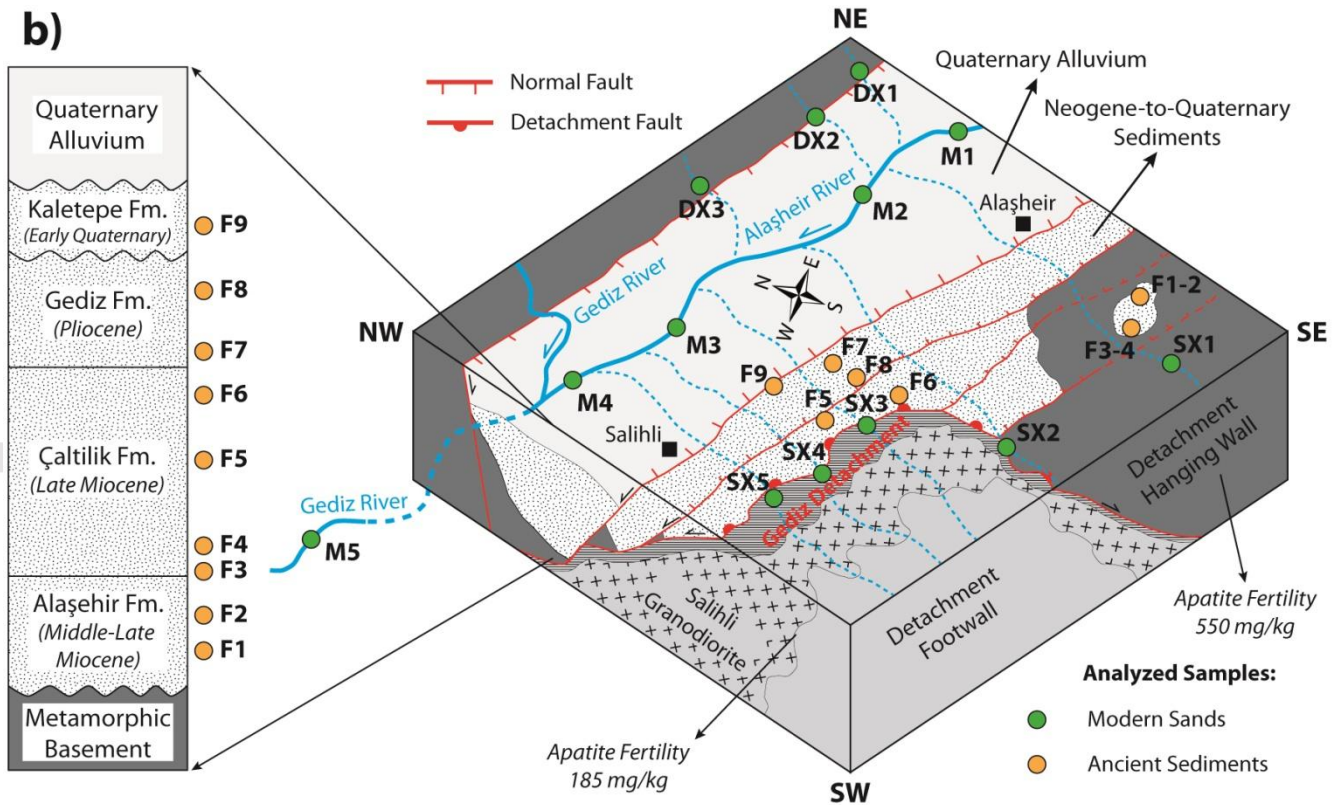 b)
Quaternary
Alluvium
Kaletepe Fm.
(Early Quaternary)
Gediz Fm.
(Pliocene)
Çaltilik Fm.
(Late Miocene)
Alaşehir Fm.
(Middle-Late
Miocene)
Metamorphic
Basement
F9
F8
F7
F6
F5
F4
F3
F2
F1
Normal Fault
Detachment Fault
NE
Quaternary Alluvium
Neogene-to-Quaternary
Sediments
DX1
DX2
DX3
M1
M2
Alaşheir
Alaşheir River
Gediz River
N
E
S
W
NW
M3
M4
Salihli
F9
F7
F8
F5
F6
SX3
SX4
SX5
SX2
F1-2
F3-4
SX1
SE
Gediz River
M5
Gediz Detachment
Detachment
Hanging Wall
Salihli
Granodiorite
Detachment
Footwall
Apatite Fertility
550 mg/kg
Apatite Fertility
185 mg/kg
SW
Analyzed Samples:
Modern Sands
Ancient Sediments